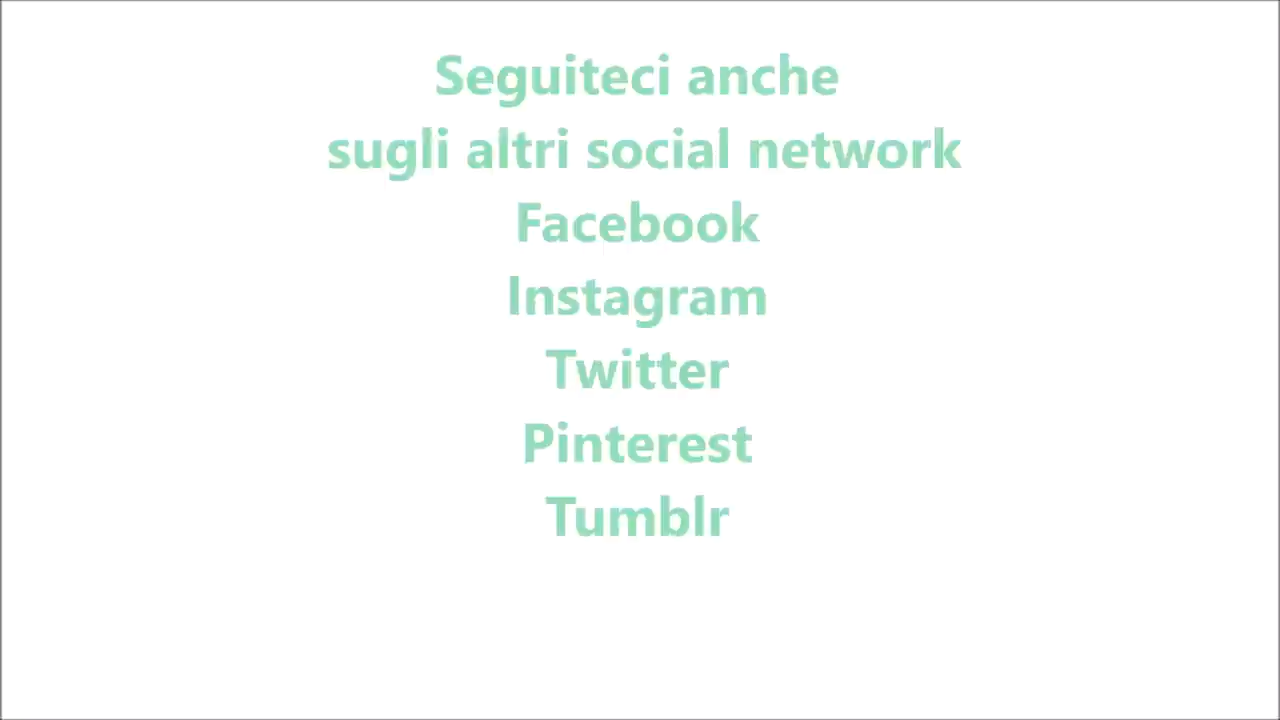 Seguiteci anche
sugli altri social network
Facebook
Instagram
Twitter
Pinterest
Tumblr